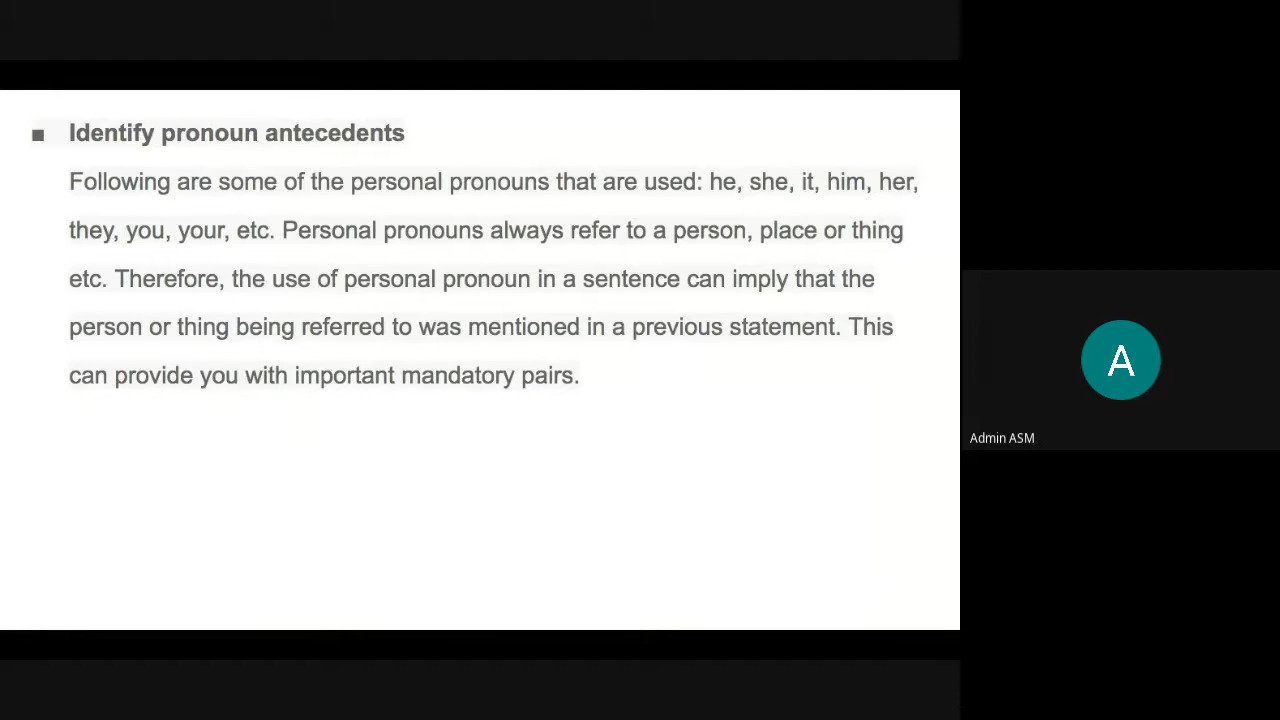 Identify pronoun antecedents
Following are some of the personal pronouns that are used: he, she, it, him, her,
they, you, your, etc. Personal pronouns always refer to a person, place or thing
etc. Therefore, the use of personal pronoun in a sentence can imply that the
person or thing being referred to was mentioned in a previous statement. This
can provide you with important mandatory pairs.
A
Admin ASM